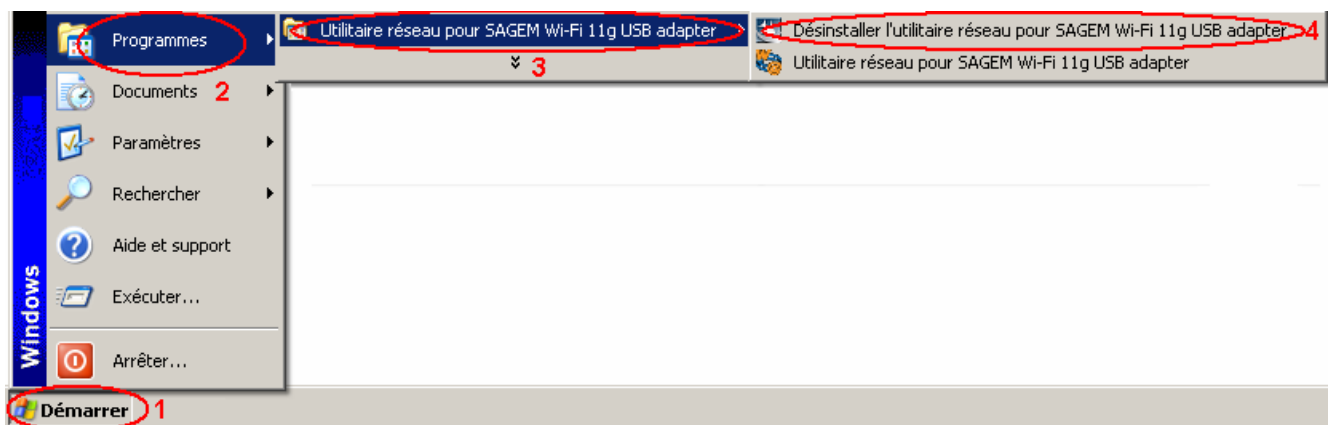 Programmes
Utilitaire réseau pour SAGEM Wi-Fi 11g USB adapter
Désinstaller l'utilitaire réseau pour SAGEM Wi-Fi 11g USB adapter
4
3
Utilitaire réseau pour SAGEM Wi-Fi 11g USB adapter
Documents
2
Paramètres
Rechercher
Aide et support
Exécuter...
Arrêter...
Windows
Démarrer
1